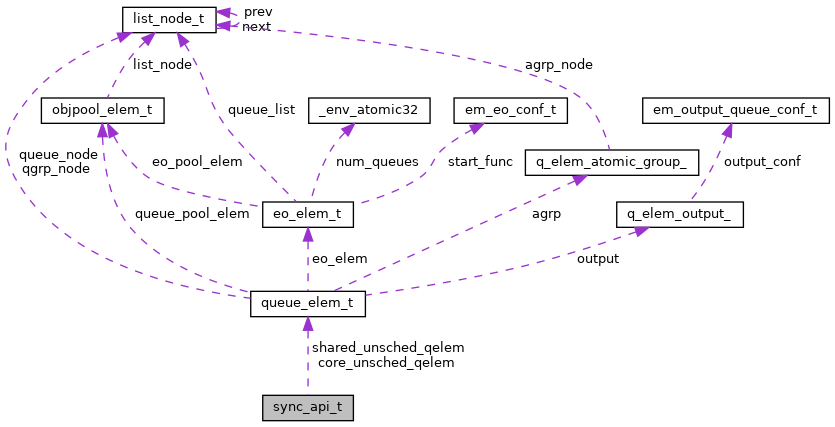 list_node_t
prev
next
list_node
agrp_node
objpool_elem_t
queue_list
_env_atomic32
em_eo_conf_t
em_output_queue_conf_t
queue_node
qgrp_node
eo_pool_elem
num_queues
start_func
q_elem_atomic_group_
output_conf
queue_pool_elem
eo_elem_t
agrp
q_elem_output_
eo_elem
output
queue_elem_t
shared_unsched_qelem
core_unsched_qelem
sync_api_t